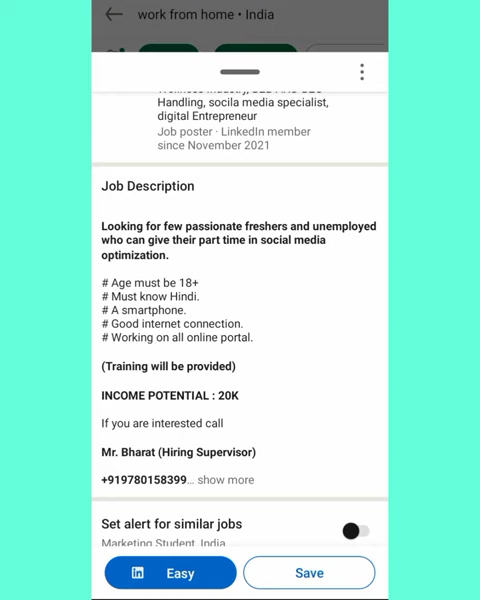 work from home • India
Handling, socila media specialist,
digital Entrepreneur
Job poster · LinkedIn member
since November 2021
Job Description
Looking for few passionate freshers and unemployed
who can give their part time in social media
optimization.
# Age must be 18+
# Must know Hindi.
# A smartphone.
# Good internet connection.
# Working on all online portal.
(Training will be provided)
INCOME POTENTIAL : 20K
If you are interested call
Mr. Bharat (Hiring Supervisor)
+919780158399... show more
Set alert for similar jobs
Marketing Student, India
in Easy
Save